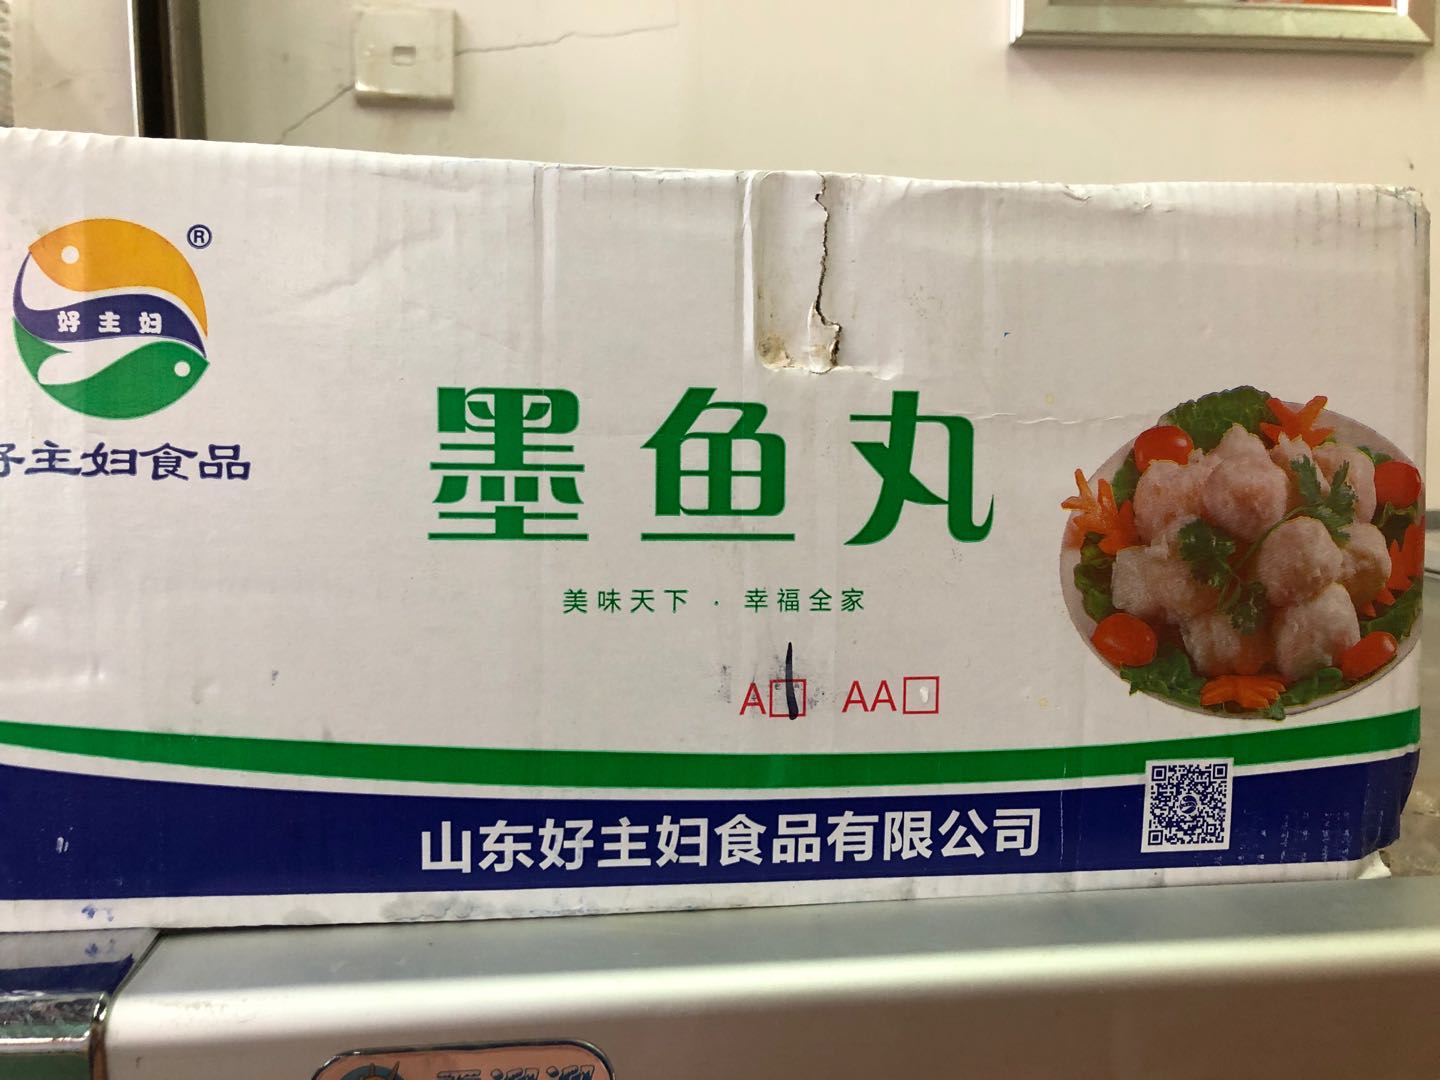 ®
好主妇
好主妇食品
墨鱼丸
美味天下·幸福全家
A□ AA□
山东好主妇食品有限公司